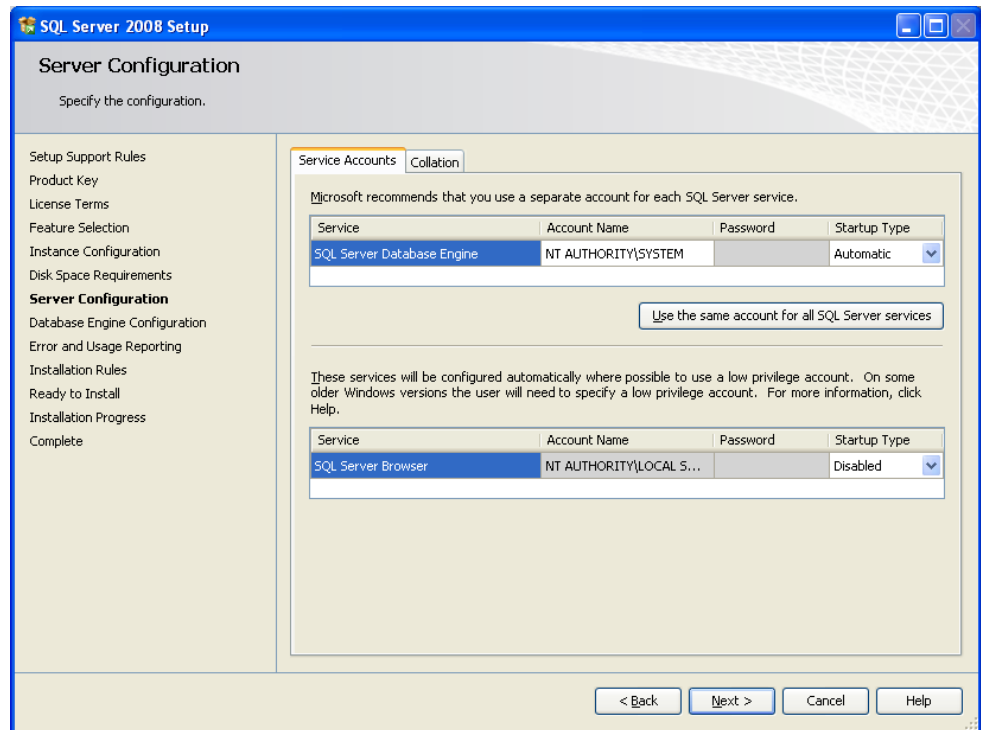 SQL Server 2008 Setup
Server Configuration
Specify the configuration.
Setup Support Rules
Product Key
License Terms
Feature Selection
Instance Configuration
Disk Space Requirements
Server Configuration
Database Engine Configuration
Error and Usage Reporting
Installation Rules
Ready to Install
Installation Progress
Complete
Service Accounts Collation
Microsoft recommends that you use a separate account for each SQL Server service.
Service Account Name Password Startup Type
SQL Server Database Engine NT AUTHORITY\SYSTEM Automatic
Use the same account for all SQL Server services
These services will be configured automatically where possible to use a low privilege account. On some
older Windows versions the user will need to specify a low privilege account. For more information, click
Help.
Service Account Name Password Startup Type
SQL Server Browser NT AUTHORITY\LOCAL S... Disabled
< Back Next > Cancel Help